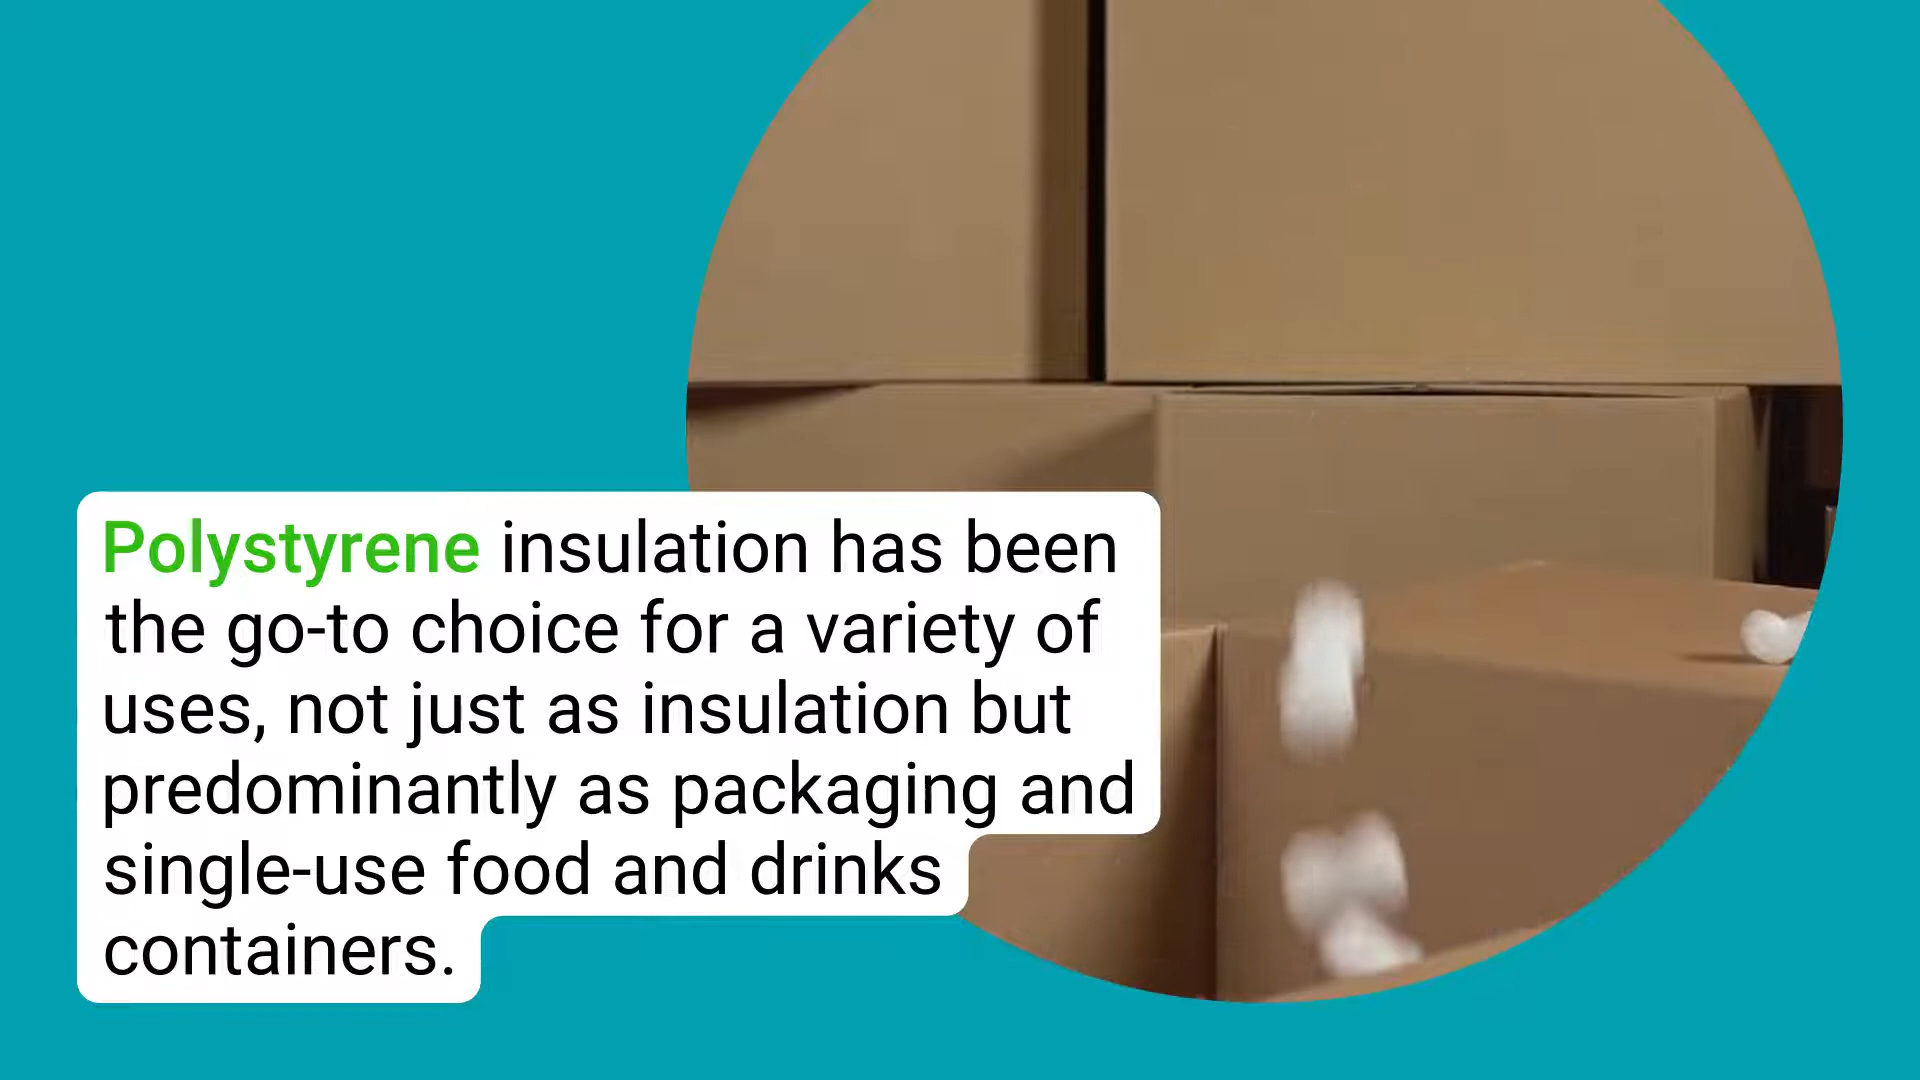 Polystyrene insulation has been
the go-to choice for a variety of
uses, not just as insulation but
predominantly as packaging and
single-use food and drinks
containers.